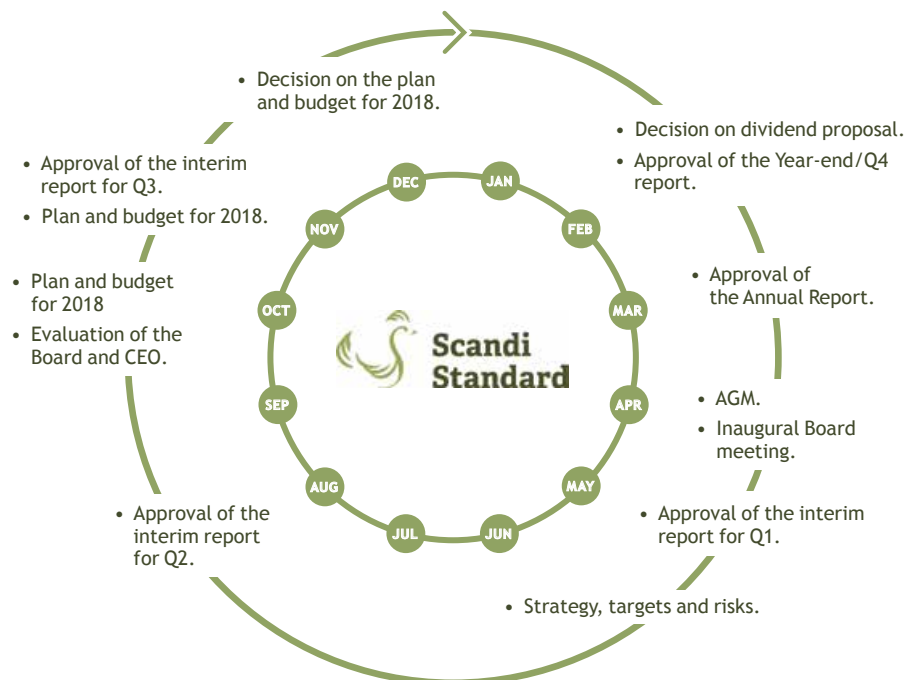 • Decision on the plan
and budget for 2018.
• Decision on dividend proposal.
• Approval of the Year-end/Q4
report.
• Approval of the interim
report for Q3.
• Plan and budget for 2018.
• Plan and budget
for 2018
• Evaluation of the
Board and CEO.
• Approval of
the Annual Report.
• AGM.
• Inaugural Board
meeting.
• Approval of the interim
report for Q1.
• Approval of the
interim report
for Q2.
• Strategy, targets and risks.
JAN
FEB
MAR
APR
MAY
JUN
JUL
AUG
SEP
OCT
NOV
DEC
Scandi
Standard